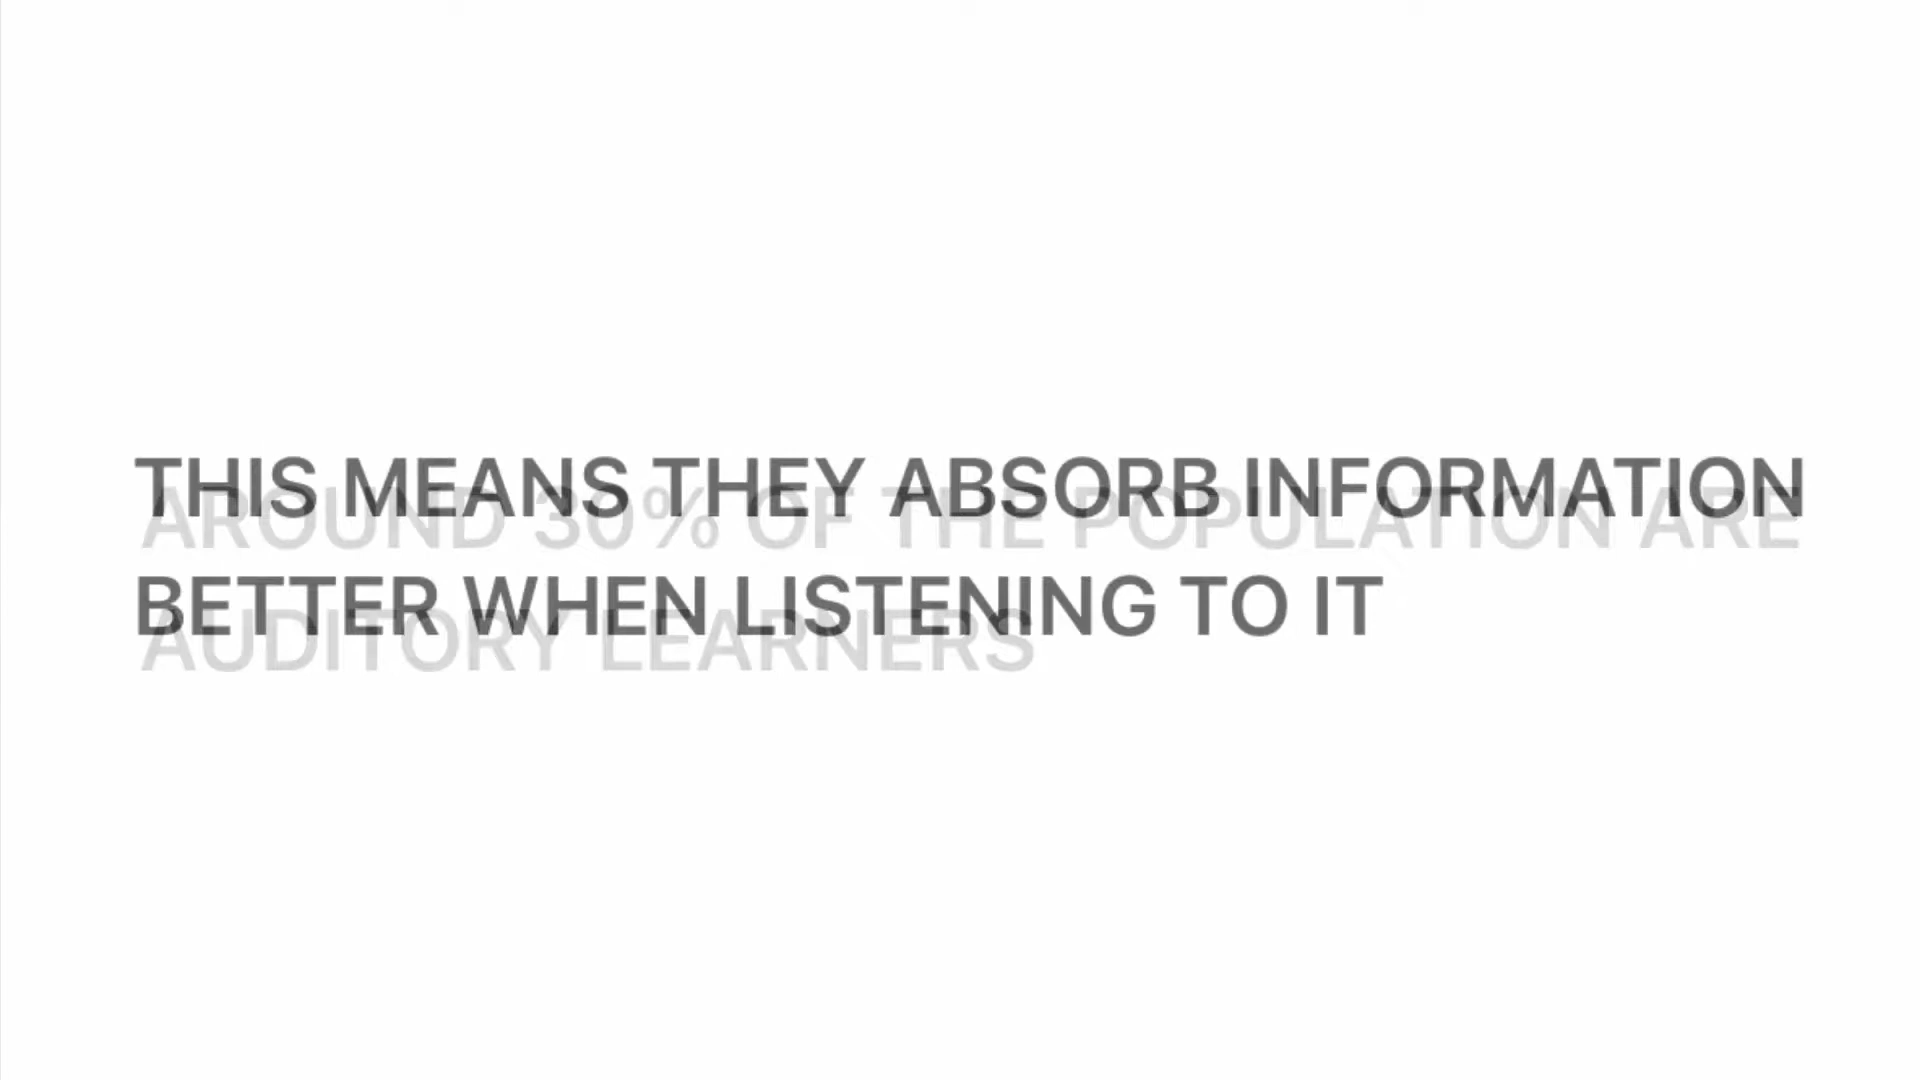 THIS MEANS THEY ABSORB INFORMATION
BETTER WHEN LISTENING TO IT
AROUND 30% OF THE POPULATION ARE
AUDITORY LEARNERS